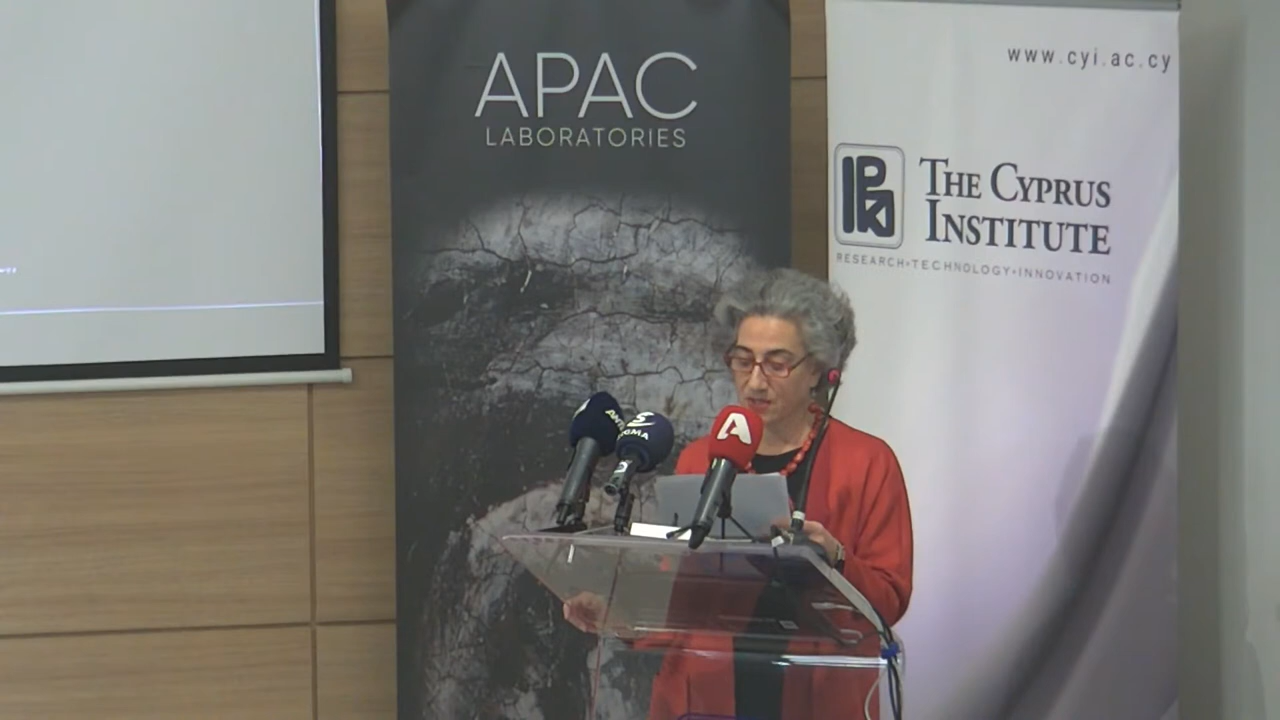 APAC
LABORATORIES
www.cyi.ac.cy
THE CYPRUS
INSTITUTE
RESEARCH•TECHNOLOGY•INNOVATION